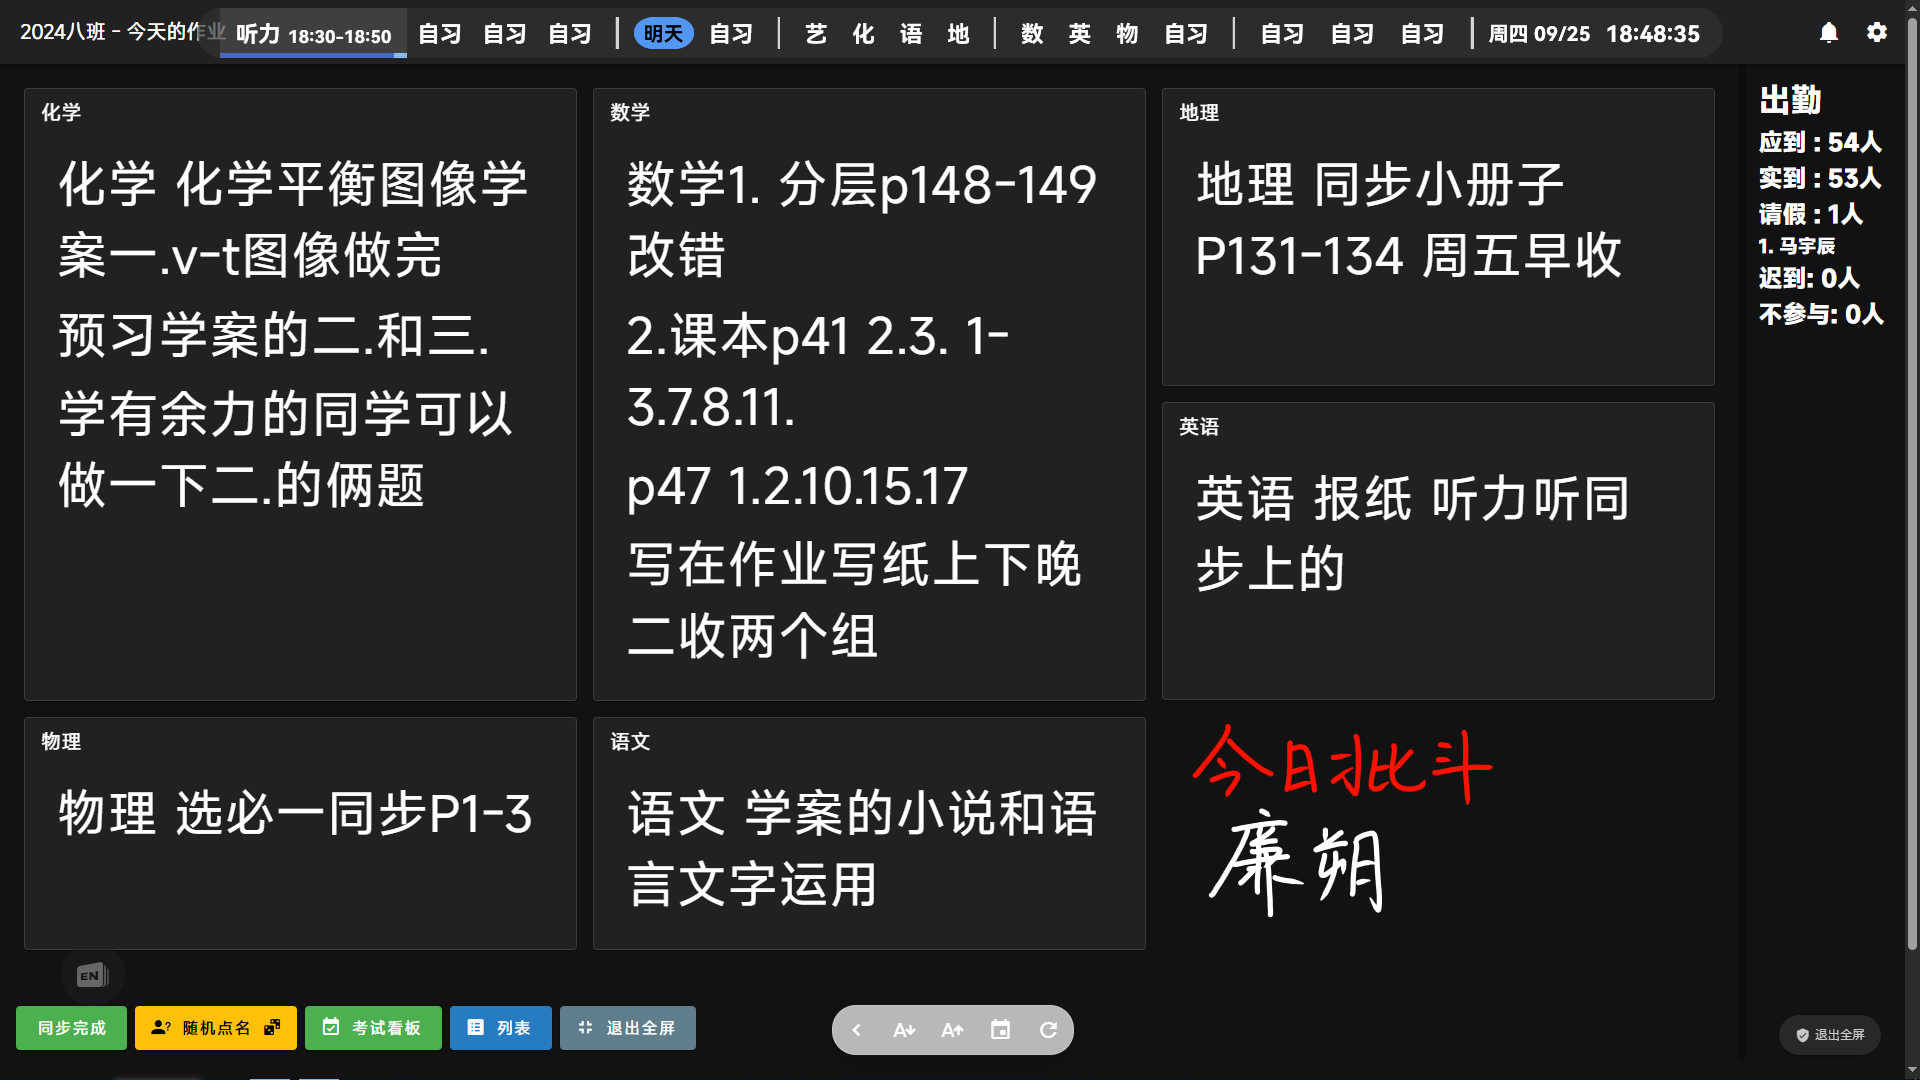 2024八班 - 今天的作业
听力 18:30-18:50 自习 自习 自习 | 明天 自习 | 艺 化 语 地 | 数 英 物 自习 | 自习 自习 自习 | 周四 09/25 18:48:35
化学
化学 化学平衡图像学
案一.v-t图像做完
预习学案的二.和三.
学有余力的同学可以
做一下二.的俩题
数学
数学1. 分层p148-149
改错
2.课本p41 2.3. 1-
3.7.8.11.
p47 1.2.10.15.17
写在作业写纸上下晚
二收两个组
地理
地理 同步小册子
P131-134 周五早收
英语
英语 报纸 听力听同
步上的
物理
物理 选必一同步P1-3
语文
语文 学案的小说和语
言文字运用
今日北斗
廉朔
出勤
应到 : 54人
实到 : 53人
请假 : 1人
1. 马宇辰
迟到: 0人
不参与: 0人
EN
同步完成 随机点名 考试看板 列表 退出全屏
A A
退出全屏